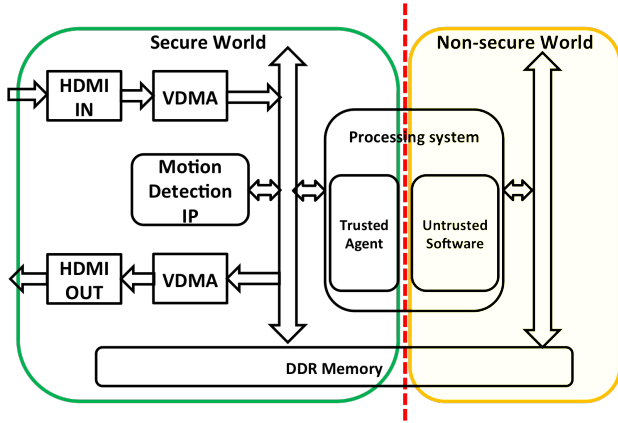 Secure World
Non-secure World
HDMI
IN
VDMA
Processing system
Motion
Detection
IP
Trusted
Agent
Untrusted
Software
HDMI
OUT
VDMA
DDR Memory